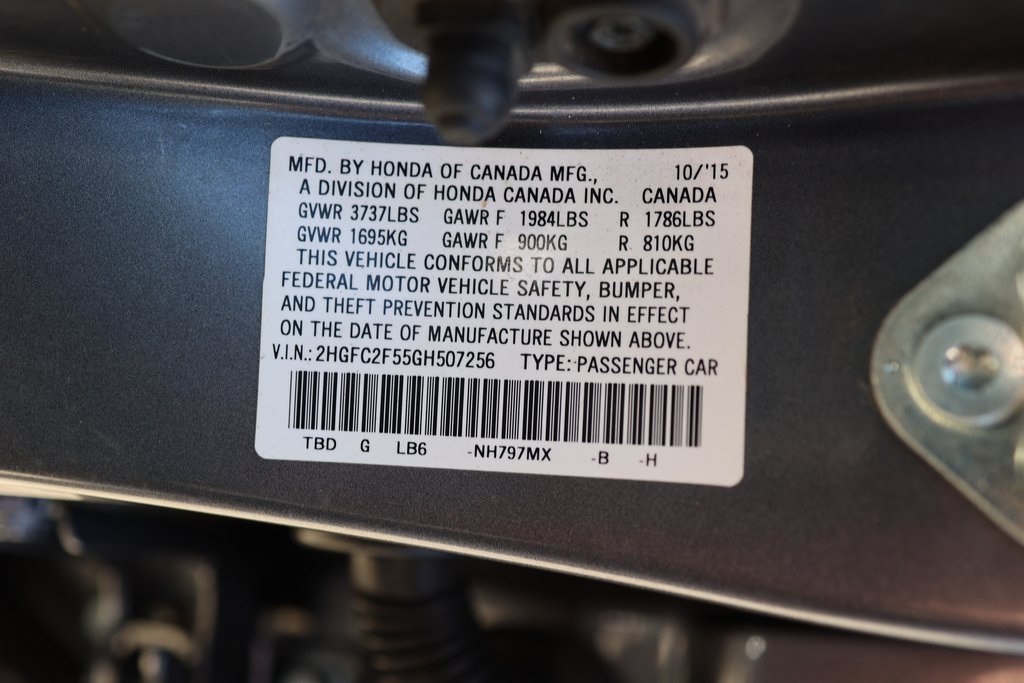 MFD. BY HONDA OF CANADA MFG., 10/'15
A DIVISION OF HONDA CANADA INC. CANADA
GVWR 3737LBS GAWR F 1984LBS R 1786LBS
GVWR 1695KG GAWR F 900KG R 810KG
THIS VEHICLE CONFORMS TO ALL APPLICABLE
FEDERAL MOTOR VEHICLE SAFETY, BUMPER,
AND THEFT PREVENTION STANDARDS IN EFFECT
ON THE DATE OF MANUFACTURE SHOWN ABOVE.
V.I.N.: 2HGFC2F55GH507256 TYPE: PASSENGER CAR
TBD G LB6 -NH797MX -B -H